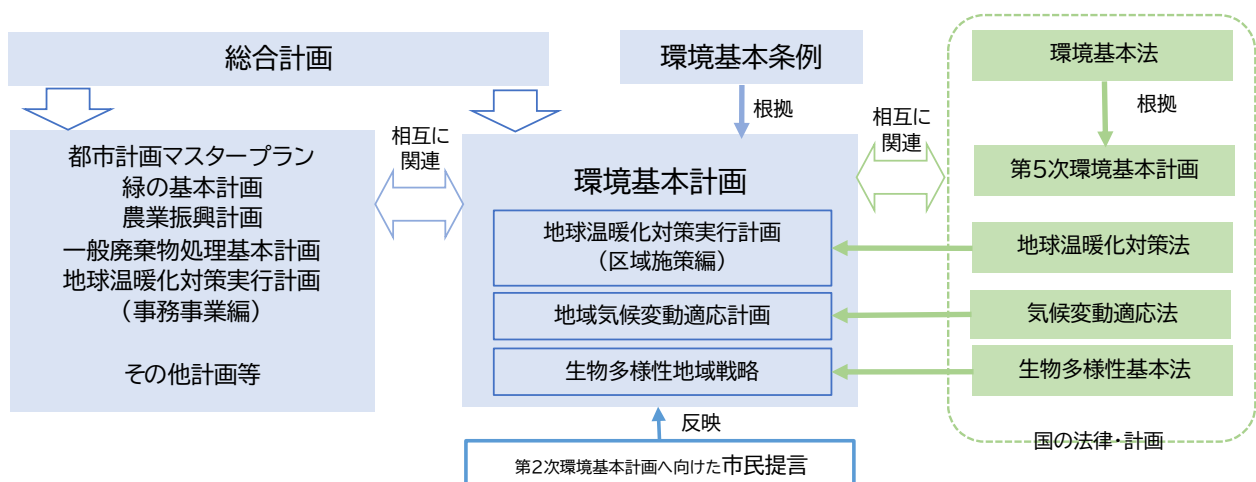 総合計画
環境基本条例
環境基本法
根拠
根拠
相互に
関連
相互に
関連
都市計画マスタープラン
緑の基本計画
農業振興計画
一般廃棄物処理基本計画
地球温暖化対策実行計画
（事務事業編）
その他計画等
環境基本計画
地球温暖化対策実行計画
（区域施策編）
地域気候変動適応計画
生物多様性地域戦略
第5次環境基本計画
地球温暖化対策法
気候変動適応法
生物多様性基本法
国の法律・計画
反映
第2次環境基本計画へ向けた市民提言